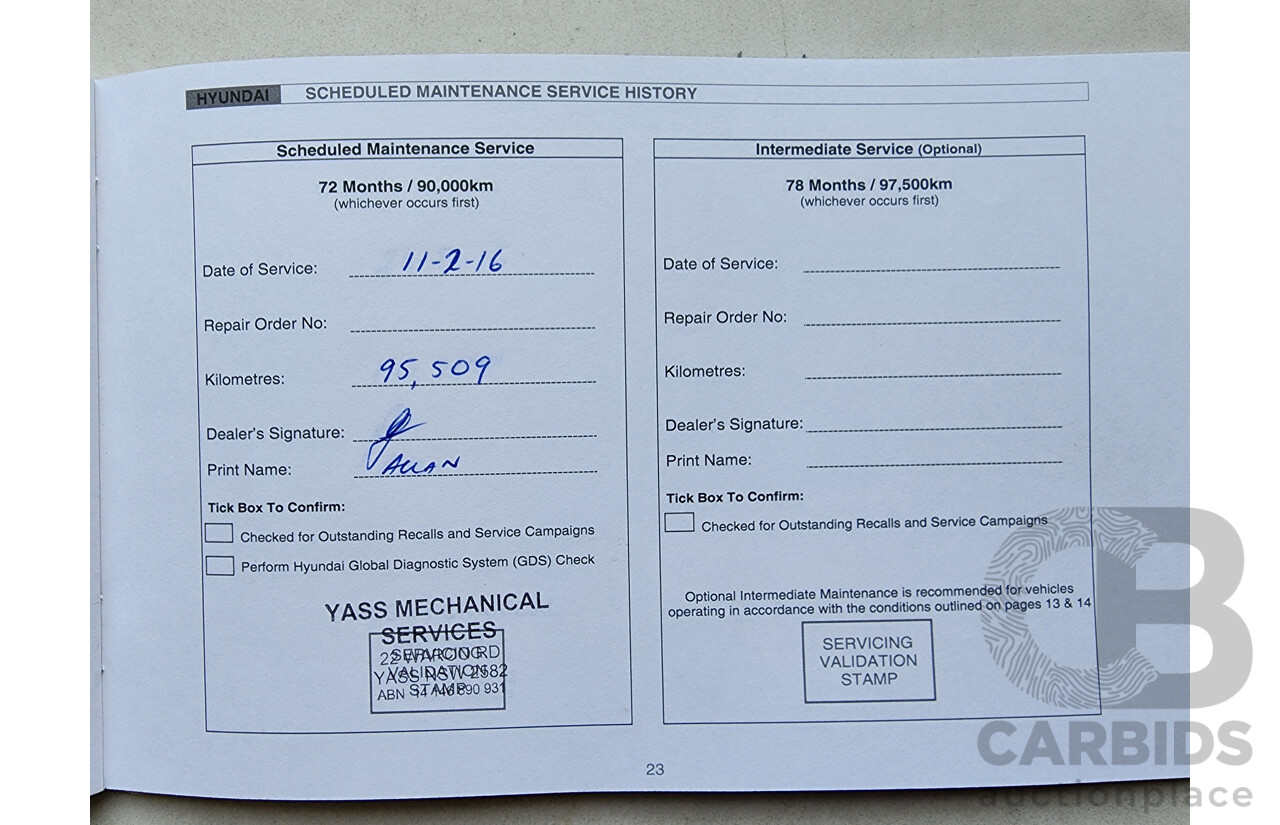 HYUNDAI SCHEDULED MAINTENANCE SERVICE HISTORY
Scheduled Maintenance Service
72 Months / 90,000km
(whichever occurs first)
Date of Service: 11-2-16
Repair Order No:
Kilometres: 95,509
Dealer's Signature:
Print Name: ALLAN
Tick Box To Confirm:
Checked for Outstanding Recalls and Service Campaigns
Perform Hyundai Global Diagnostic System (GDS) Check
YASS MECHANICAL
SERVICES
SERVICING
VALIDATION
STAMP
YASS NSW 2582
Intermediate Service (Optional)
78 Months / 97,500km
(whichever occurs first)
Date of Service:
Repair Order No:
Kilometres:
Dealer's Signature:
Print Name:
Tick Box To Confirm:
Checked for Outstanding Recalls and Service Campaigns
Optional Intermediate Maintenance is recommended for vehicles
operating in accordance with the conditions outlined on pages 13 & 14
SERVICING
VALIDATION
STAMP
23
CARBIDS
auctionplace